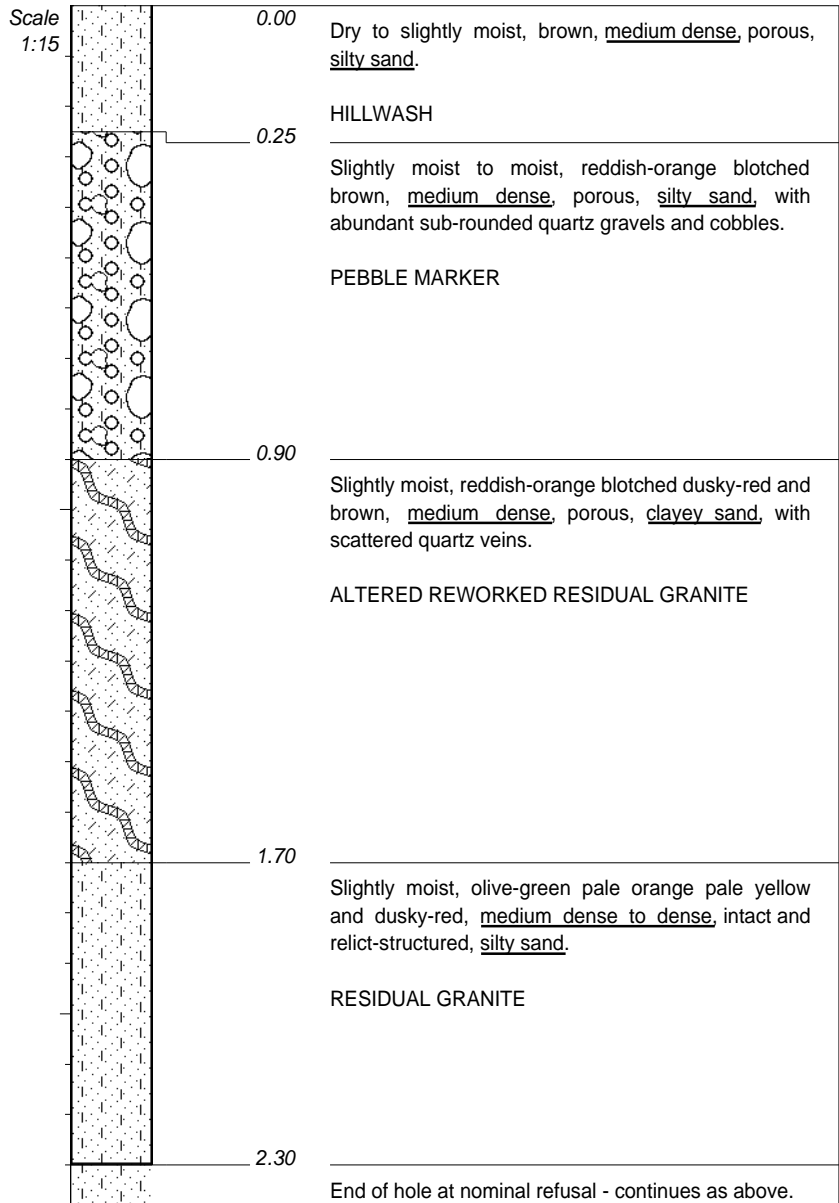 Scale
1:15
0.00
Dry to slightly moist, brown, medium dense, porous,
silty sand.
HILLWASH
0.25
Slightly moist to moist, reddish-orange blotched
brown, medium dense, porous, silty sand, with
abundant sub-rounded quartz gravels and cobbles.
PEBBLE MARKER
0.90
Slightly moist, reddish-orange blotched dusky-red and
brown, medium dense, porous, clayey sand, with
scattered quartz veins.
ALTERED REWORKED RESIDUAL GRANITE
1.70
Slightly moist, olive-green pale orange pale yellow
and dusky-red, medium dense to dense, intact and
relict-structured, silty sand.
RESIDUAL GRANITE
2.30
End of hole at nominal refusal - continues as above.